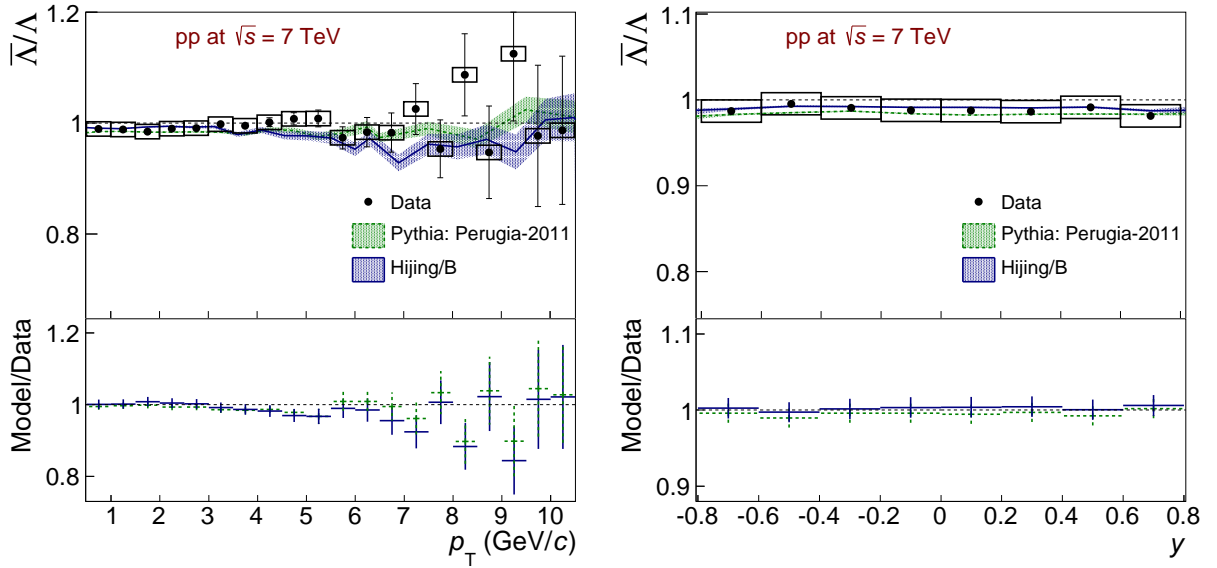 Λ̅/Λ
1.2
1
0.8
pp at √s = 7 TeV
Data
Pythia: Perugia-2011
Hijing/B
Model/Data
1.2
1
0.8
1 2 3 4 5 6 7 8 9 10
p_T (GeV/c)
Λ̅/Λ
1.1
1
0.9
0.8
pp at √s = 7 TeV
Data
Pythia: Perugia-2011
Hijing/B
Model/Data
1.1
1
0.9
-0.8 -0.6 -0.4 -0.2 0 0.2 0.4 0.6 0.8
y